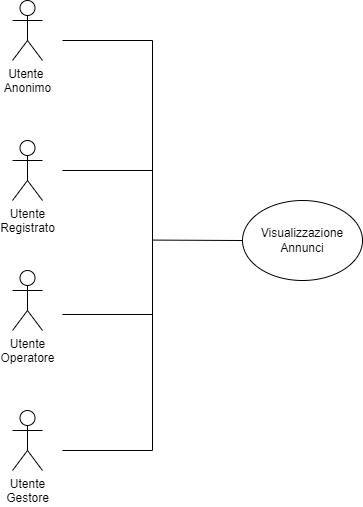 Utente
Anonimo
Utente
Registrato
Visualizzazione
Annunci
Utente
Operatore
Utente
Gestore